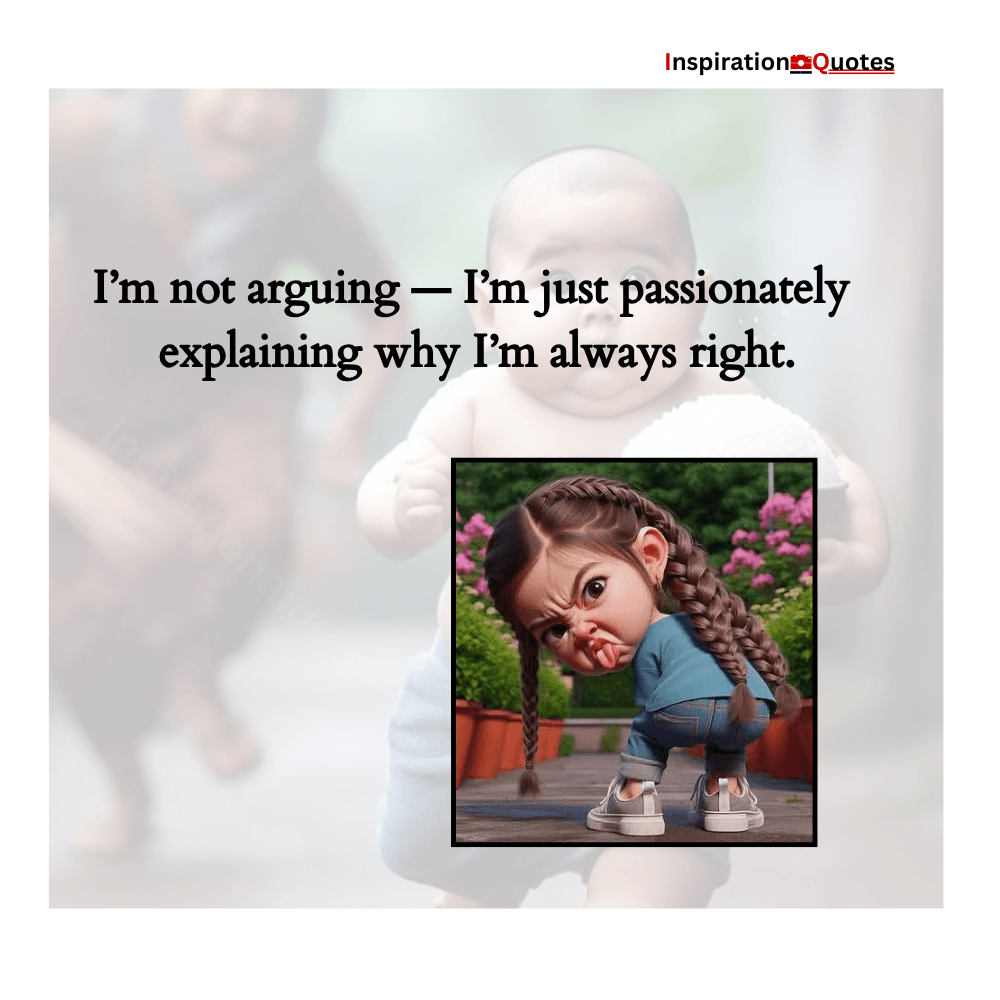 Inspiration Quotes
I’m not arguing — I’m just passionately
explaining why I’m always right.